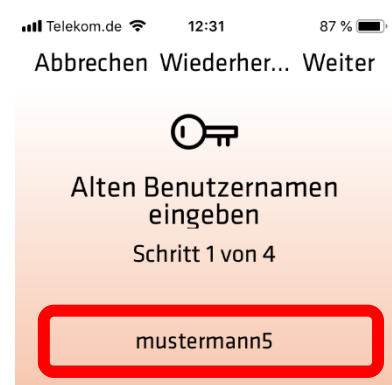 Telekom.de 12:31 87 %
Abbrechen Wiederher... Weiter
Alten Benutzernamen
eingeben
Schritt 1 von 4
mustermann5